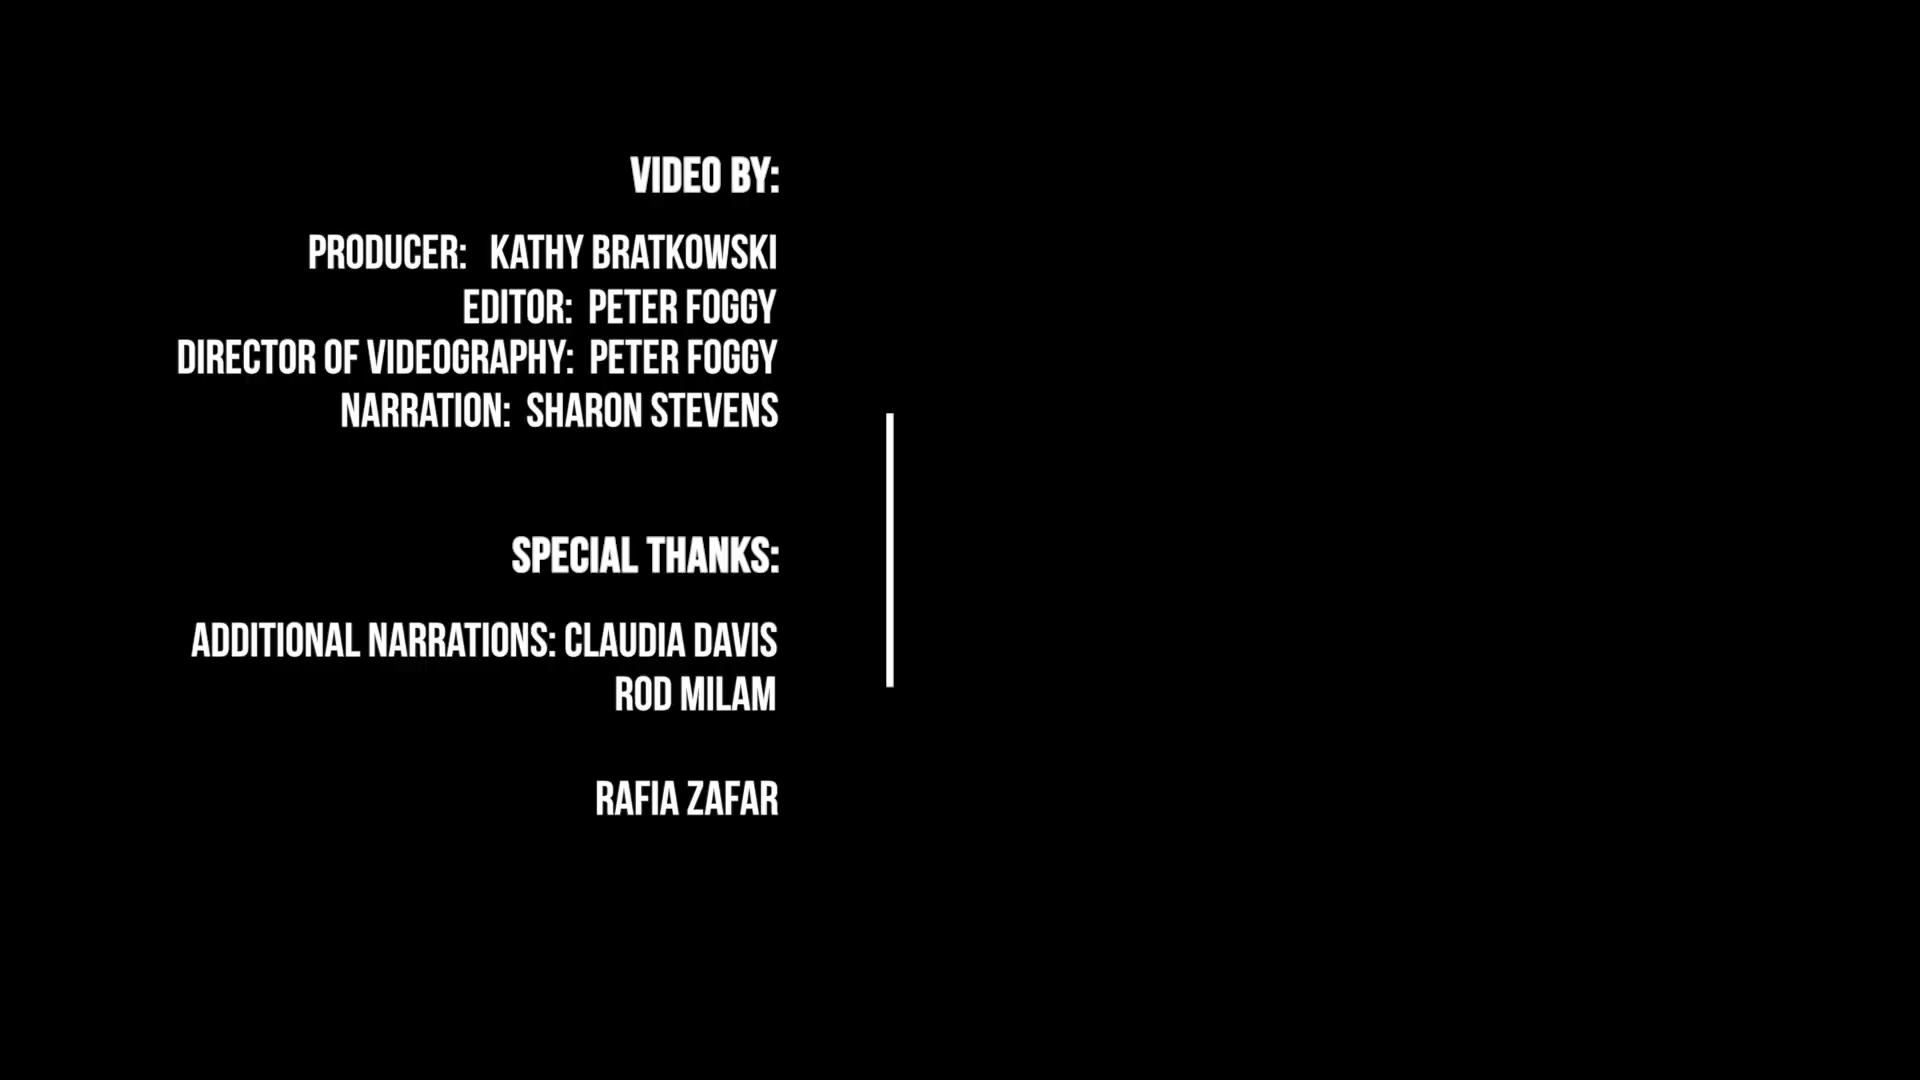 VIDEO BY:
PRODUCER: KATHY BRATKOWSKI
EDITOR: PETER FOGGY
DIRECTOR OF VIDEOGRAPHY: PETER FOGGY
NARRATION: SHARON STEVENS
SPECIAL THANKS:
ADDITIONAL NARRATIONS: CLAUDIA DAVIS
ROD MILAM
RAFIA ZAFAR